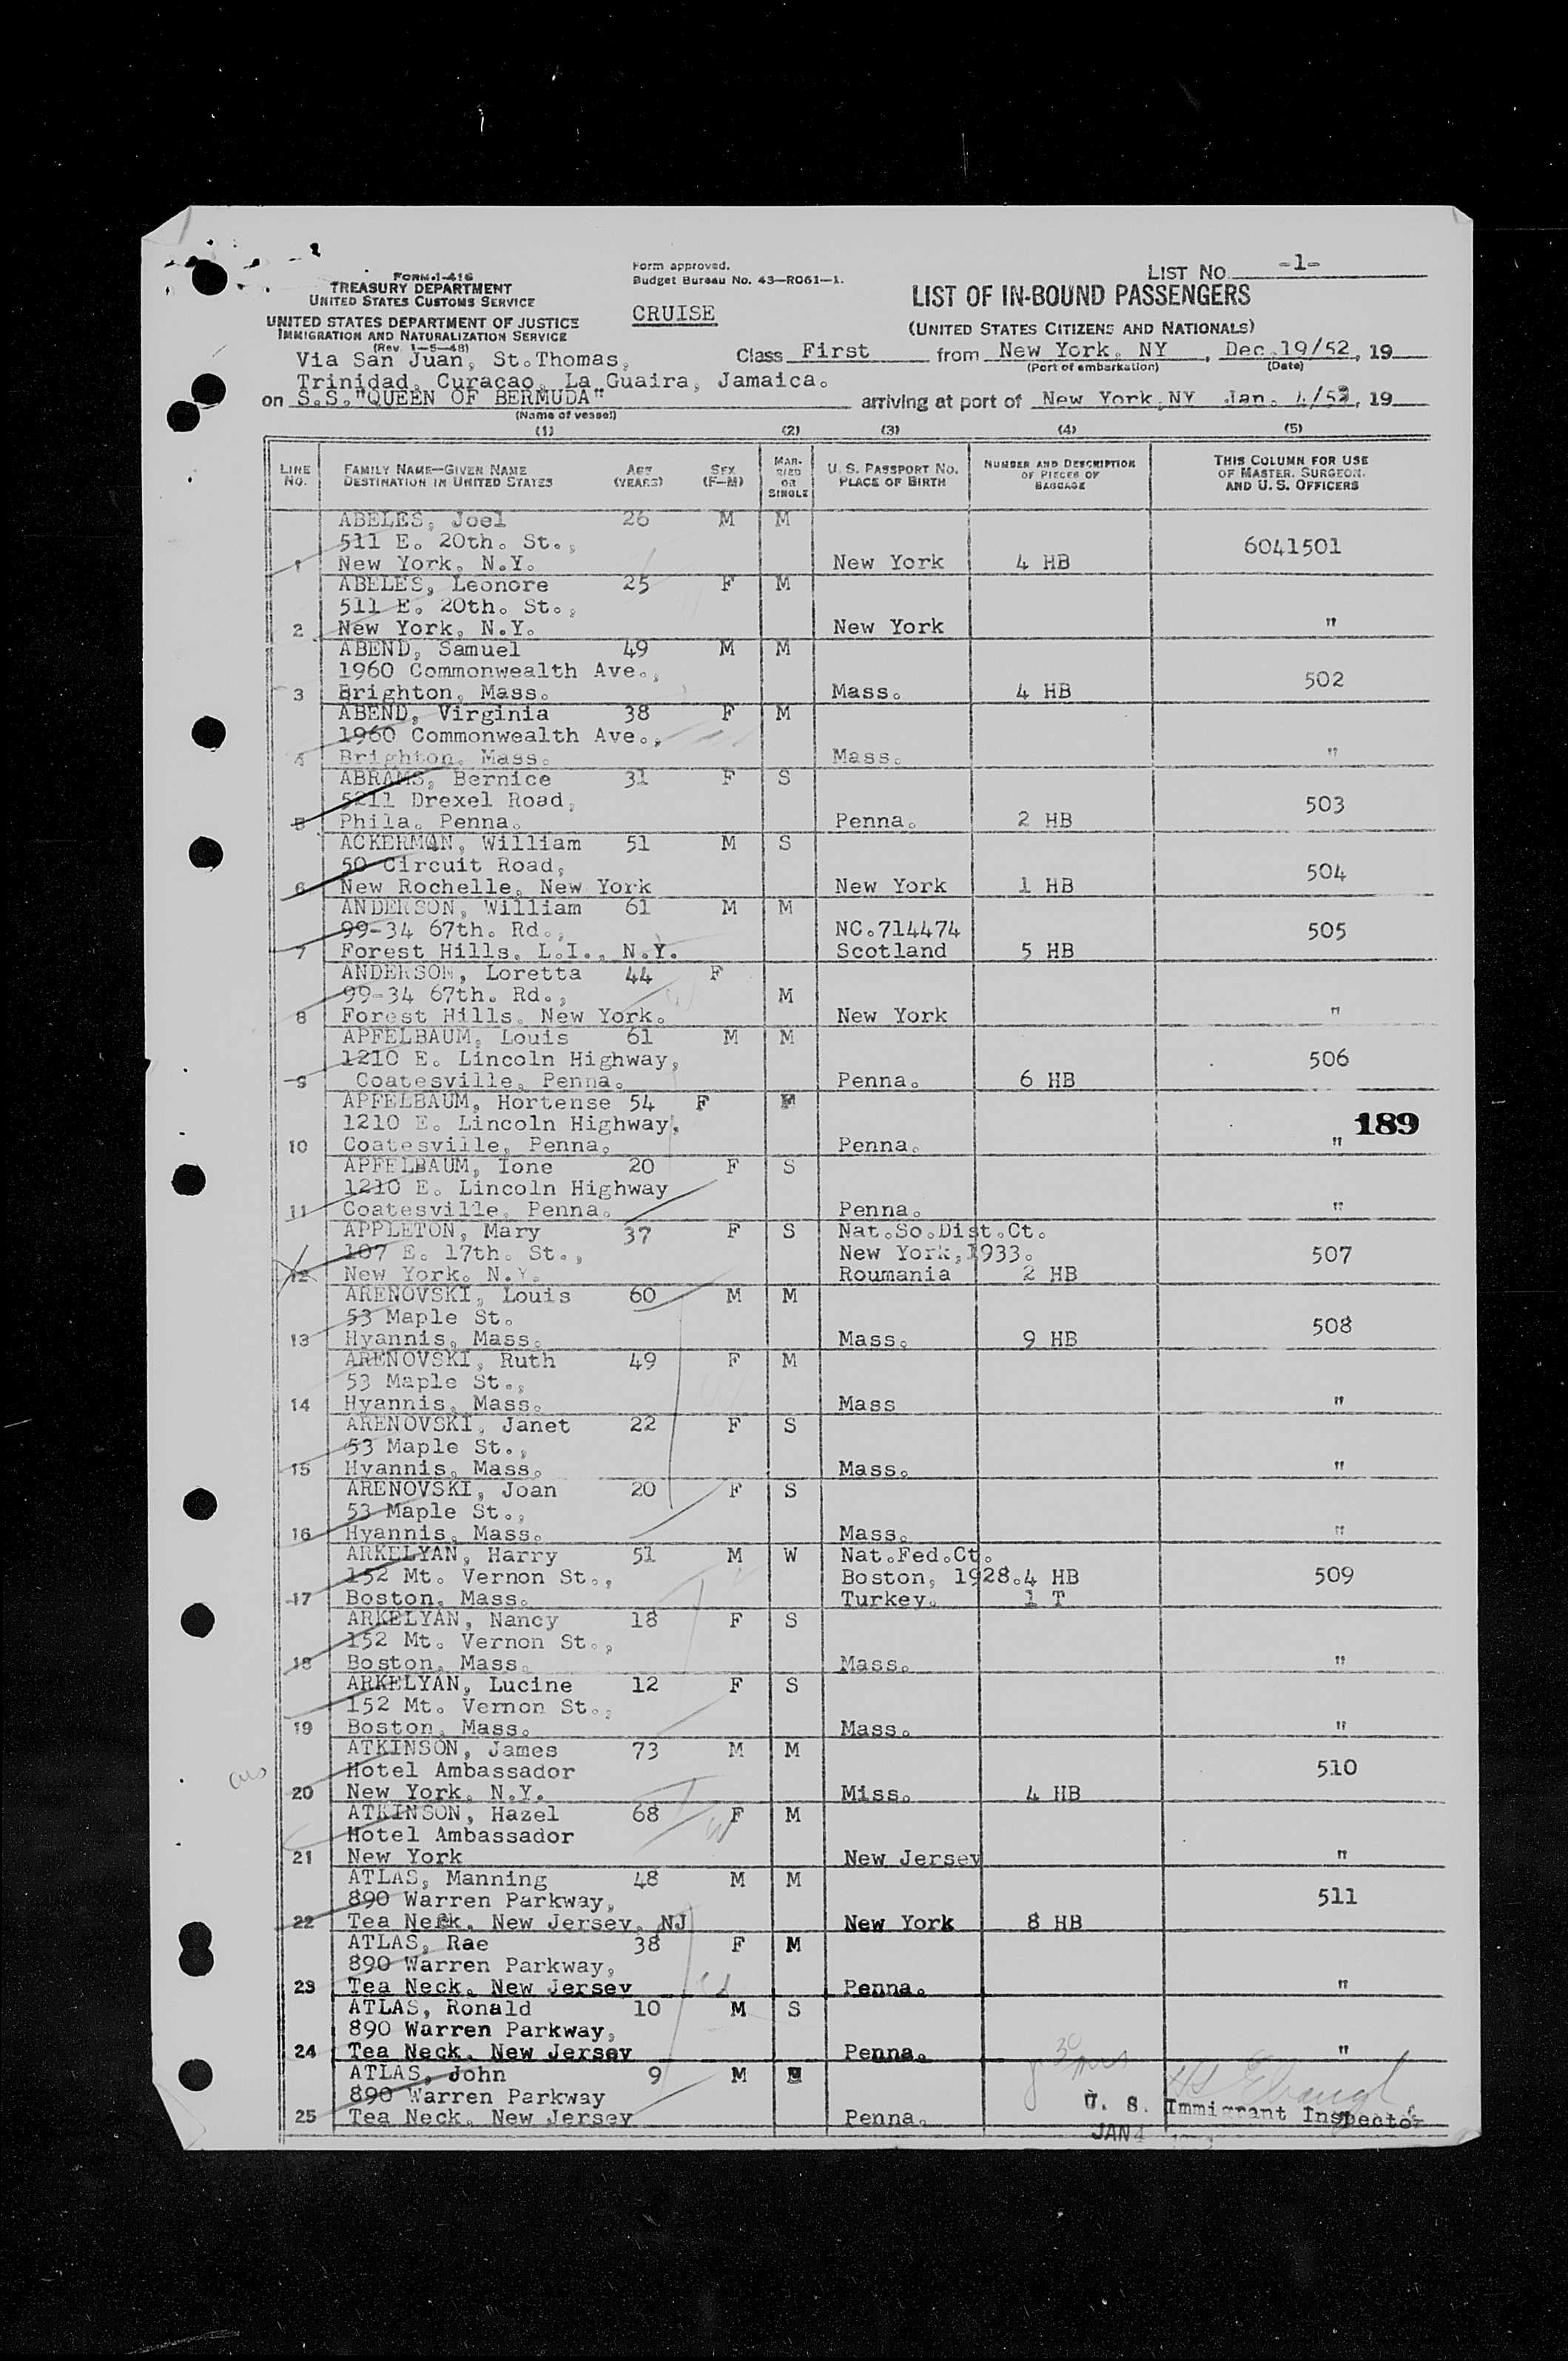 FORM I-416
TREASURY DEPARTMENT
UNITED STATES CUSTOMS SERVICE
UNITED STATES DEPARTMENT OF JUSTICE
IMMIGRATION AND NATURALIZATION SERVICE
(Rev. 1-5-48)
Form approved.
Budget Bureau No. 43-R061-1.
CRUISE
LIST NO. -1-
LIST OF IN-BOUND PASSENGERS
(UNITED STATES CITIZENS AND NATIONALS)
Via San Juan, St.Thomas,
Trinidad, Curacao, La Guaira, Jamaica.
Class First from New York, NY, Dec.19/52, 19
(Port of embarkation) (Date)
on S.S."QUEEN OF BERMUDA" arriving at port of New York,NY Jan. 4/53, 19
(Name of vessel)
(1) (2) (3) (4) (5)
LINE NO. FAMILY NAME—GIVEN NAME DESTINATION IN UNITED STATES AGE (YEARS) SEX (F—M) MARRIED OR SINGLE U. S. PASSPORT NO. PLACE OF BIRTH NUMBER AND DESCRIPTION OF PIECES OF BAGGAGE THIS COLUMN FOR USE OF MASTER, SURGEON, AND U. S. OFFICERS
ABELES, Joel 26 M M
511 E. 20th. St., 6041501
1 New York, N.Y. New York 4 HB
ABELES, Leonore 25 F M
511 E. 20th. St.,
2 New York, N.Y. New York "
ABEND, Samuel 49 M M
1960 Commonwealth Ave., 502
3 Brighton, Mass. Mass. 4 HB
ABEND, Virginia 38 F M
1960 Commonwealth Ave.,
4 Brighton, Mass. Mass. "
ABRAMS, Bernice 31 F S
5211 Drexel Road, 503
5 Phila. Penna. Penna. 2 HB
ACKERMAN, William 51 M S
50 Circuit Road, 504
6 New Rochelle, New York New York 1 HB
ANDERSON, William 61 M M
99-34 67th. Rd., NC.714474 505
7 Forest Hills, L.I., N.Y. Scotland 5 HB
ANDERSON, Loretta 44 F
99-34 67th. Rd., M
8 Forest Hills, New York. New York "
APFELBAUM, Louis 61 M M
1210 E. Lincoln Highway, 506
9 Coatesville, Penna. Penna. 6 HB
APFELBAUM, Hortense 54 F M
1210 E. Lincoln Highway, 189
10 Coatesville, Penna, Penna. "
APFELBAUM, Ione 20 F S
1210 E. Lincoln Highway
11 Coatesville, Penna. Penna. "
APPLETON, Mary 37 F S Nat.So.Dist.Ct.
107 E. 17th. St., New York,1933. 507
12 New York. N.Y. Roumania 2 HB
ARENOVSKI, Louis 60 M M
53 Maple St. 508
13 Hyannis, Mass. Mass. 9 HB
ARENOVSKI, Ruth 49 F M
53 Maple St.,
14 Hyannis, Mass. Mass "
ARENOVSKI, Janet 22 F S
53 Maple St.,
15 Hyannis, Mass. Mass. "
ARENOVSKI, Joan 20 F S
53 Maple St.,
16 Hyannis, Mass. Mass. "
ARKELYAN, Harry 51 M W Nat.Fed.Ct.
152 Mt. Vernon St., Boston, 1928. 4 HB 509
17 Boston, Mass. Turkey. 1 T
ARKELYAN, Nancy 18 F S
152 Mt. Vernon St.,
18 Boston, Mass. Mass. "
ARKELYAN, Lucine 12 F S
152 Mt. Vernon St.,
19 Boston, Mass. Mass. "
ATKINSON, James 73 M M
Hotel Ambassador 510
20 New York, N.Y. Miss. 4 HB
ATKINSON, Hazel 68 F M
Hotel Ambassador
21 New York New Jersey "
ATLAS, Manning 48 M M
890 Warren Parkway, 511
22 Tea Neck, New Jersey, NJ New York 8 HB
ATLAS, Rae 38 F M
890 Warren Parkway,
23 Tea Neck, New Jersey Penna. "
ATLAS, Ronald 10 M S
890 Warren Parkway,
24 Tea Neck, New Jersey Penna. "
ATLAS, John 9 M
890 Warren Parkway
25 Tea Neck, New Jersey Penna. "
U. S. Immigrant Inspector
JAN 4